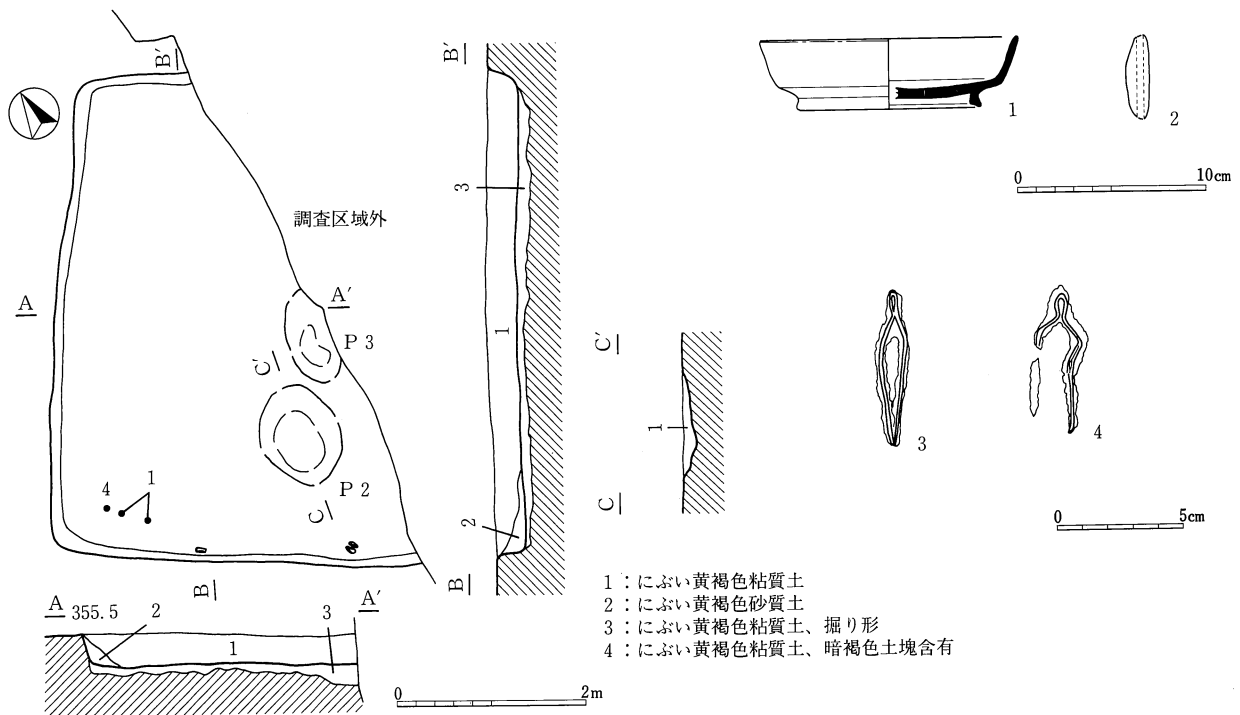 B′
調査区域外
A
A′
P 3
C′
P 2
C
4
1
B
A 355.5
2
1
3
A′
0
2m
B′
3
1
2
B
1
2
0
10cm
C′
1
C
3
4
0
5cm
1：にぶい黄褐色粘質土
2：にぶい黄褐色砂質土
3：にぶい黄褐色粘質土、掘り形
4：にぶい黄褐色粘質土、暗褐色土塊含有